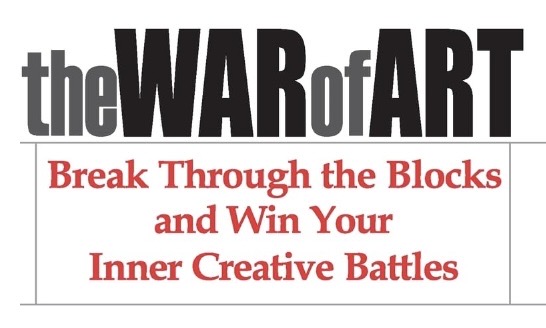 theWARofART
Break Through the Blocks
and Win Your
Inner Creative Battles